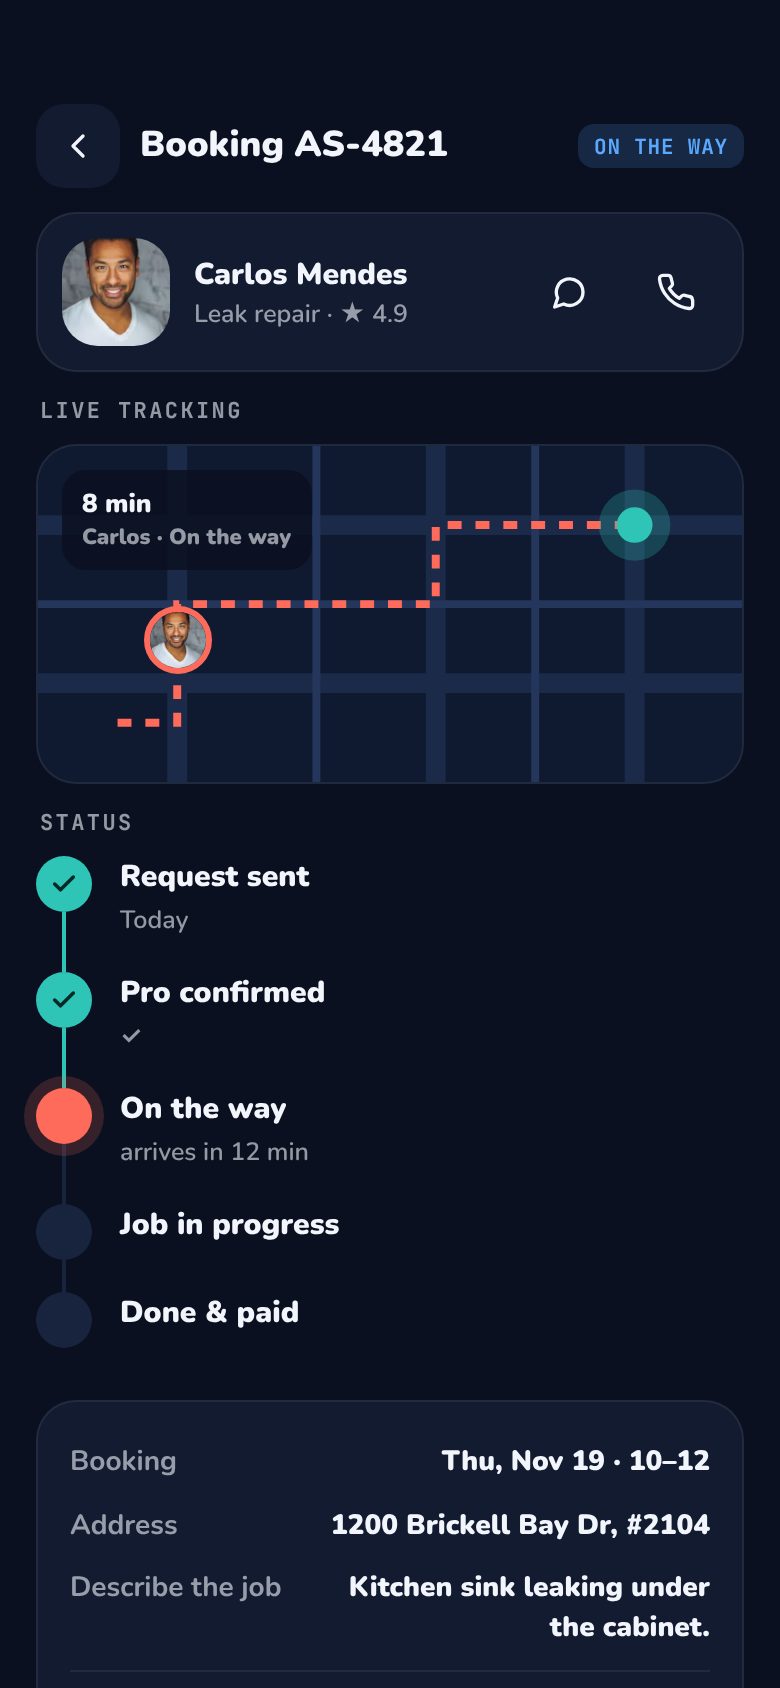 Booking AS-4821
ON THE WAY
Carlos Mendes
Leak repair · ★ 4.9
LIVE TRACKING
8 min
Carlos · On the way
STATUS
Request sent
Today
Pro confirmed
✓
On the way
arrives in 12 min
Job in progress
Done & paid
Booking
Thu, Nov 19 · 10–12
Address
1200 Brickell Bay Dr, #2104
Describe the job
Kitchen sink leaking under
the cabinet.